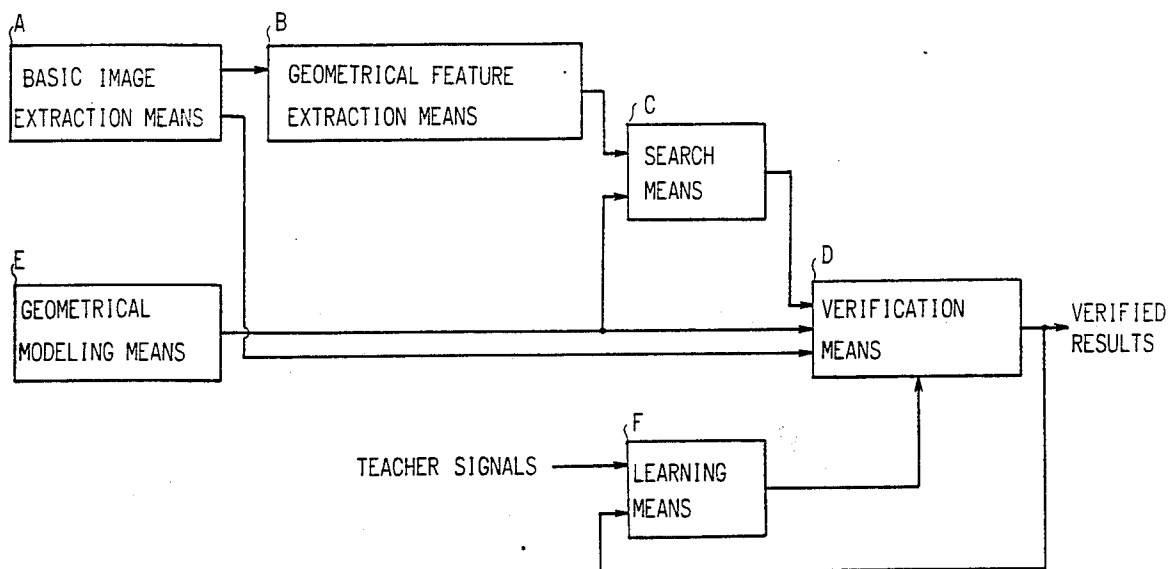 A
BASIC IMAGE
EXTRACTION MEANS
B
GEOMETRICAL FEATURE
EXTRACTION MEANS
C
SEARCH
MEANS
E
GEOMETRICAL
MODELING MEANS
D
VERIFICATION
MEANS
VERIFIED
RESULTS
TEACHER SIGNALS
F
LEARNING
MEANS